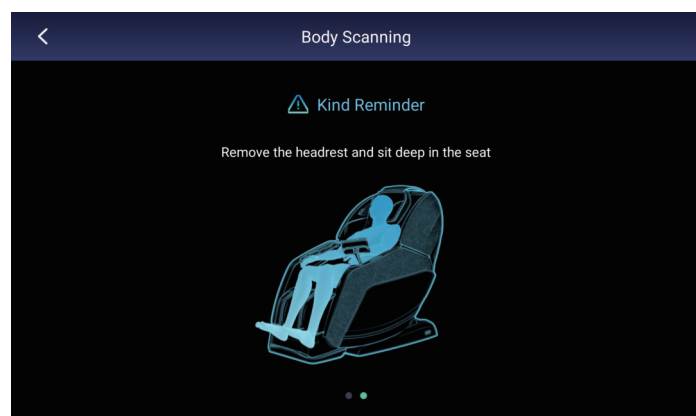 Body Scanning
Kind Reminder
Remove the headrest and sit deep in the seat